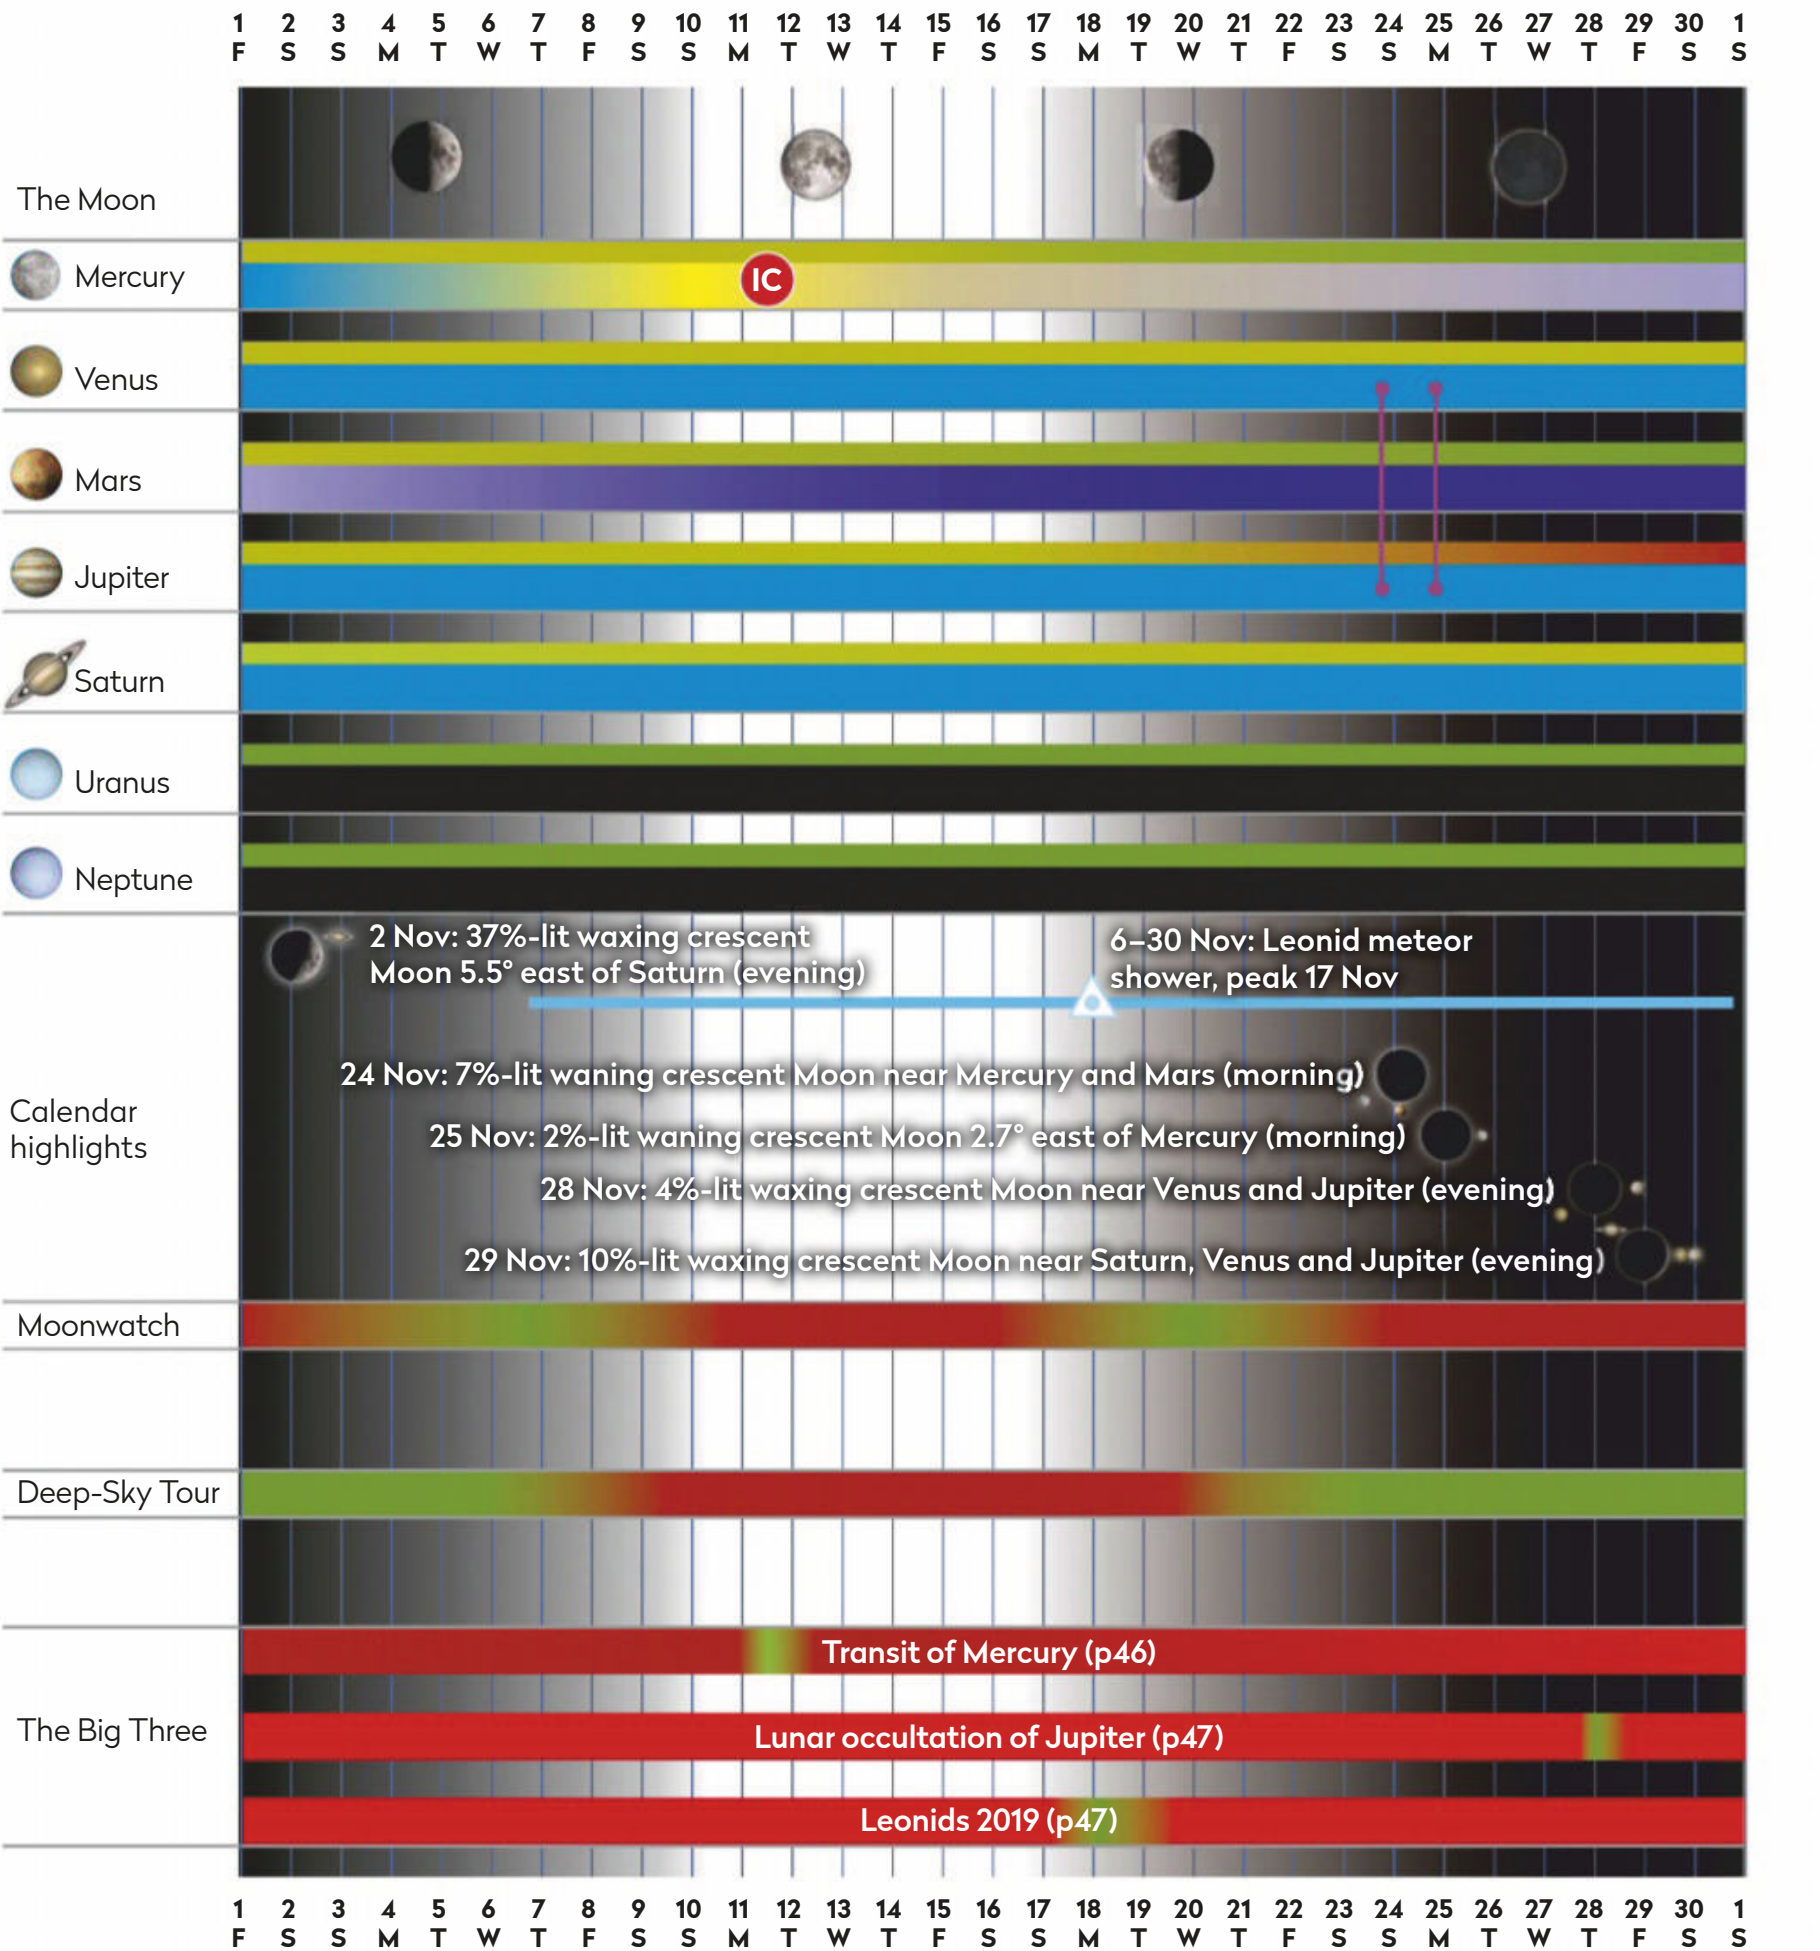 1 2 3 4 5 6 7 8 9 10 11 12 13 14 15 16 17 18 19 20 21 22 23 24 25 26 27 28 29 30 1
F S S M T W T F S S M T W T F S S M T W T F S S M T W T F S S
The Moon
Mercury
IC
Venus
Mars
Jupiter
Saturn
Uranus
Neptune
2 Nov: 37%-lit waxing crescent
Moon 5.5° east of Saturn (evening)
6–30 Nov: Leonid meteor
shower, peak 17 Nov
24 Nov: 7%-lit waning crescent Moon near Mercury and Mars (morning)
Calendar
highlights
25 Nov: 2%-lit waning crescent Moon 2.7° east of Mercury (morning)
28 Nov: 4%-lit waxing crescent Moon near Venus and Jupiter (evening)
29 Nov: 10%-lit waxing crescent Moon near Saturn, Venus and Jupiter (evening)
Moonwatch
Deep-Sky Tour
Transit of Mercury (p46)
The Big Three
Lunar occultation of Jupiter (p47)
Leonids 2019 (p47)
1 2 3 4 5 6 7 8 9 10 11 12 13 14 15 16 17 18 19 20 21 22 23 24 25 26 27 28 29 30 1
F S S M T W T F S S M T W T F S S M T W T F S S M T W T F S S